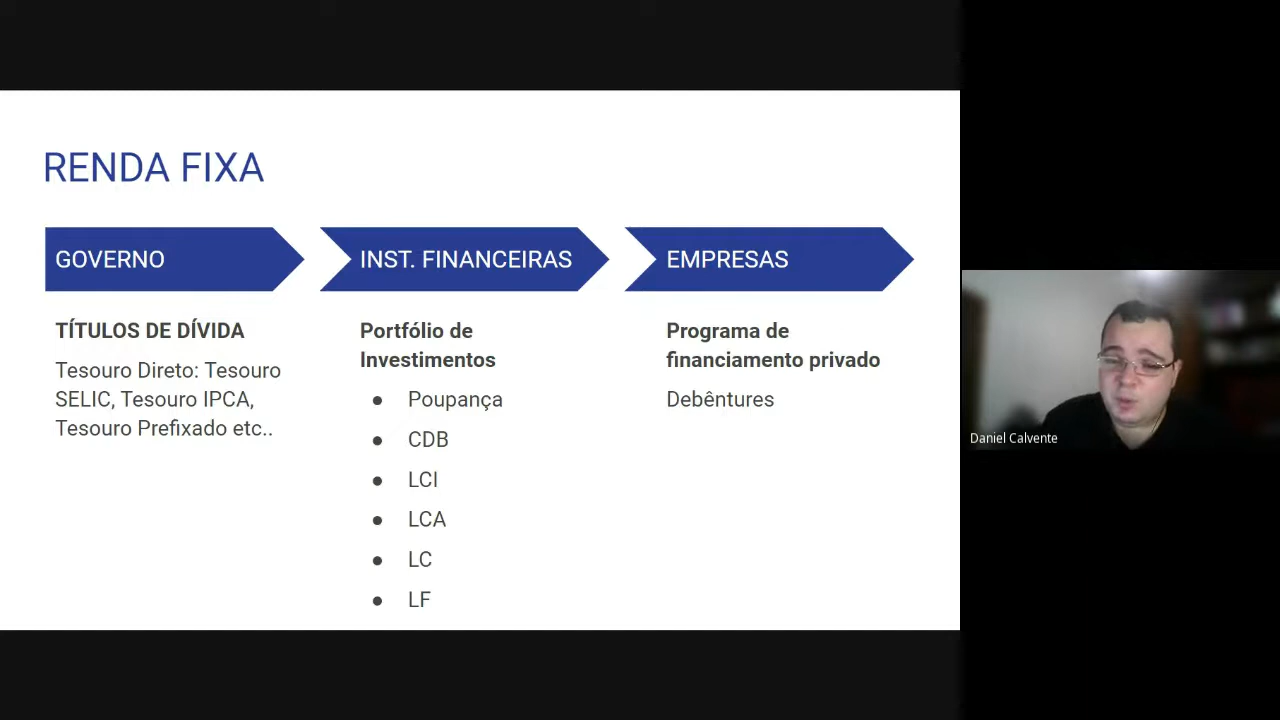 RENDA FIXA
GOVERNO
TÍTULOS DE DÍVIDA
Tesouro Direto: Tesouro
SELIC, Tesouro IPCA,
Tesouro Prefixado etc..
INST. FINANCEIRAS
Portfólio de
Investimentos
● Poupança
● CDB
● LCI
● LCA
● LC
● LF
EMPRESAS
Programa de
financiamento privado
Debêntures
Daniel Calvente